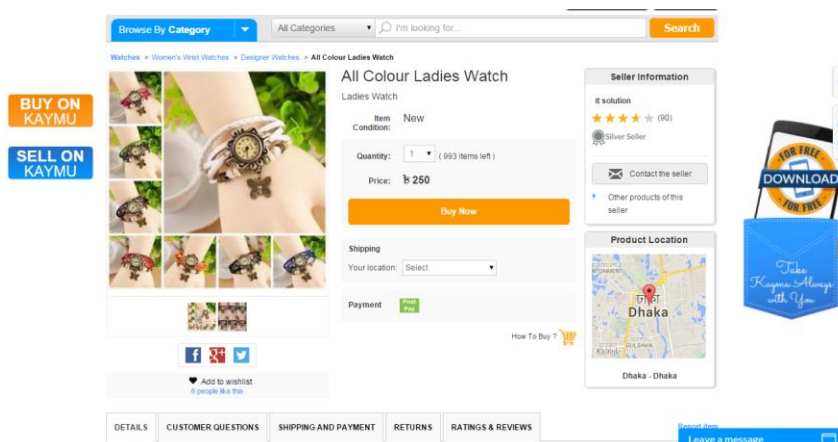 Browse By Category
All Categories
I'm looking for...
Search
Watches > Women's Wrist Watches > Designer Watches > All Colour Ladies Watch
BUY ON
KAYMU
SELL ON
KAYMU
All Colour Ladies Watch
Ladies Watch
Item Condition: New
Quantity: 1 ( 993 items left )
Price: ৳ 250
Buy Now
Shipping
Your location: Select
Payment Post Pay
How To Buy ?
Add to wishlist
6 people like this
Seller Information
it solution
(90)
Silver Seller
Contact the seller
Other products of this
seller
Product Location
ঢাকা
Dhaka
GULSHAN
Dhaka - Dhaka
FOR FREE
DOWNLOAD
FOR FREE
Take
Kaymu Always
with You
DETAILS
CUSTOMER QUESTIONS
SHIPPING AND PAYMENT
RETURNS
RATINGS & REVIEWS
Report item
Leave a message